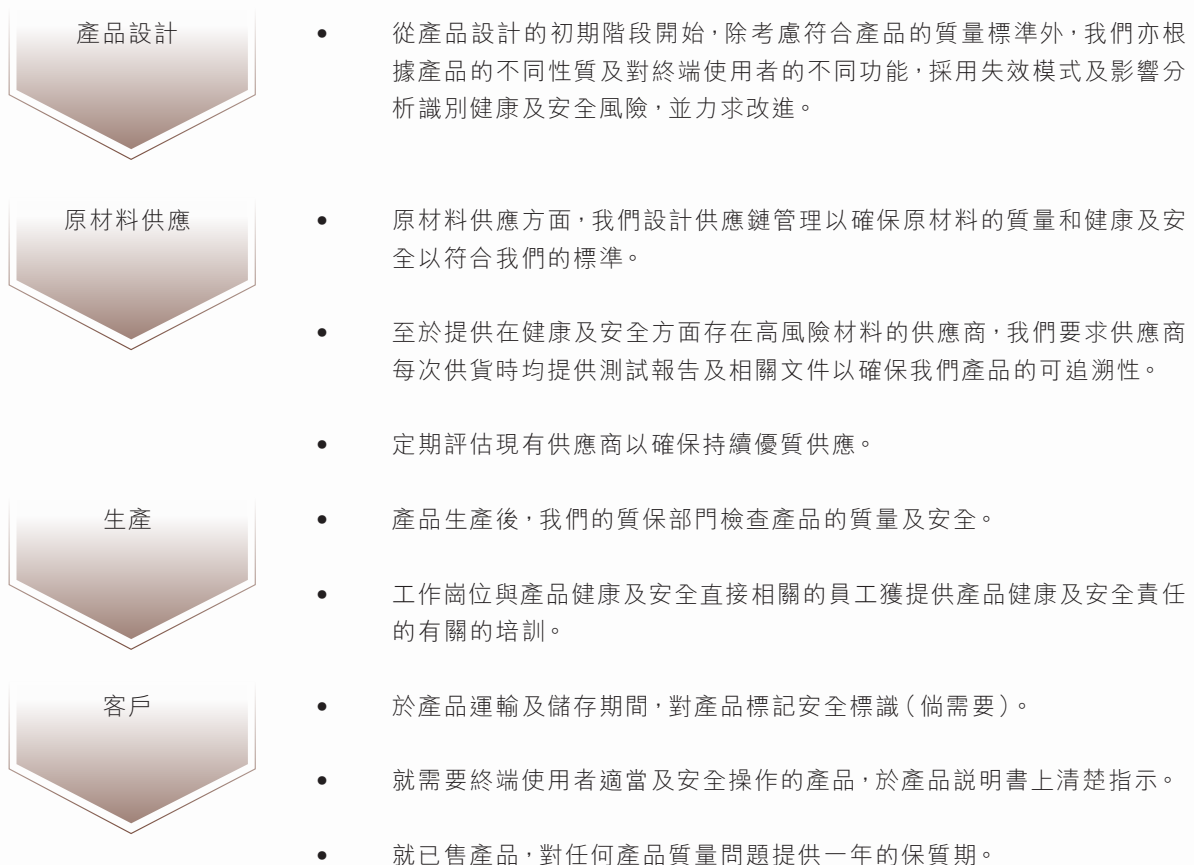 產品設計
• 從產品設計的初期階段開始，除考慮符合產品的質量標準外，我們亦根
據產品的不同性質及對終端使用者的不同功能，採用失效模式及影響分
析識別健康及安全風險，並力求改進。
原材料供應
• 原材料供應方面，我們設計供應鏈管理以確保原材料的質量和健康及安
全以符合我們的標準。
• 至於提供在健康及安全方面存在高風險材料的供應商，我們要求供應商
每次供貨時均提供測試報告及相關文件以確保我們產品的可追溯性。
• 定期評估現有供應商以確保持續優質供應。
生產
• 產品生產後，我們的質保部門檢查產品的質量及安全。
• 工作崗位與產品健康及安全直接相關的員工獲提供產品健康及安全責任
的有關的培訓。
客戶
• 於產品運輸及儲存期間，對產品標記安全標識（倘需要）。
• 就需要終端使用者適當及安全操作的產品，於產品説明書上清楚指示。
• 就已售產品，對任何產品質量問題提供一年的保質期。